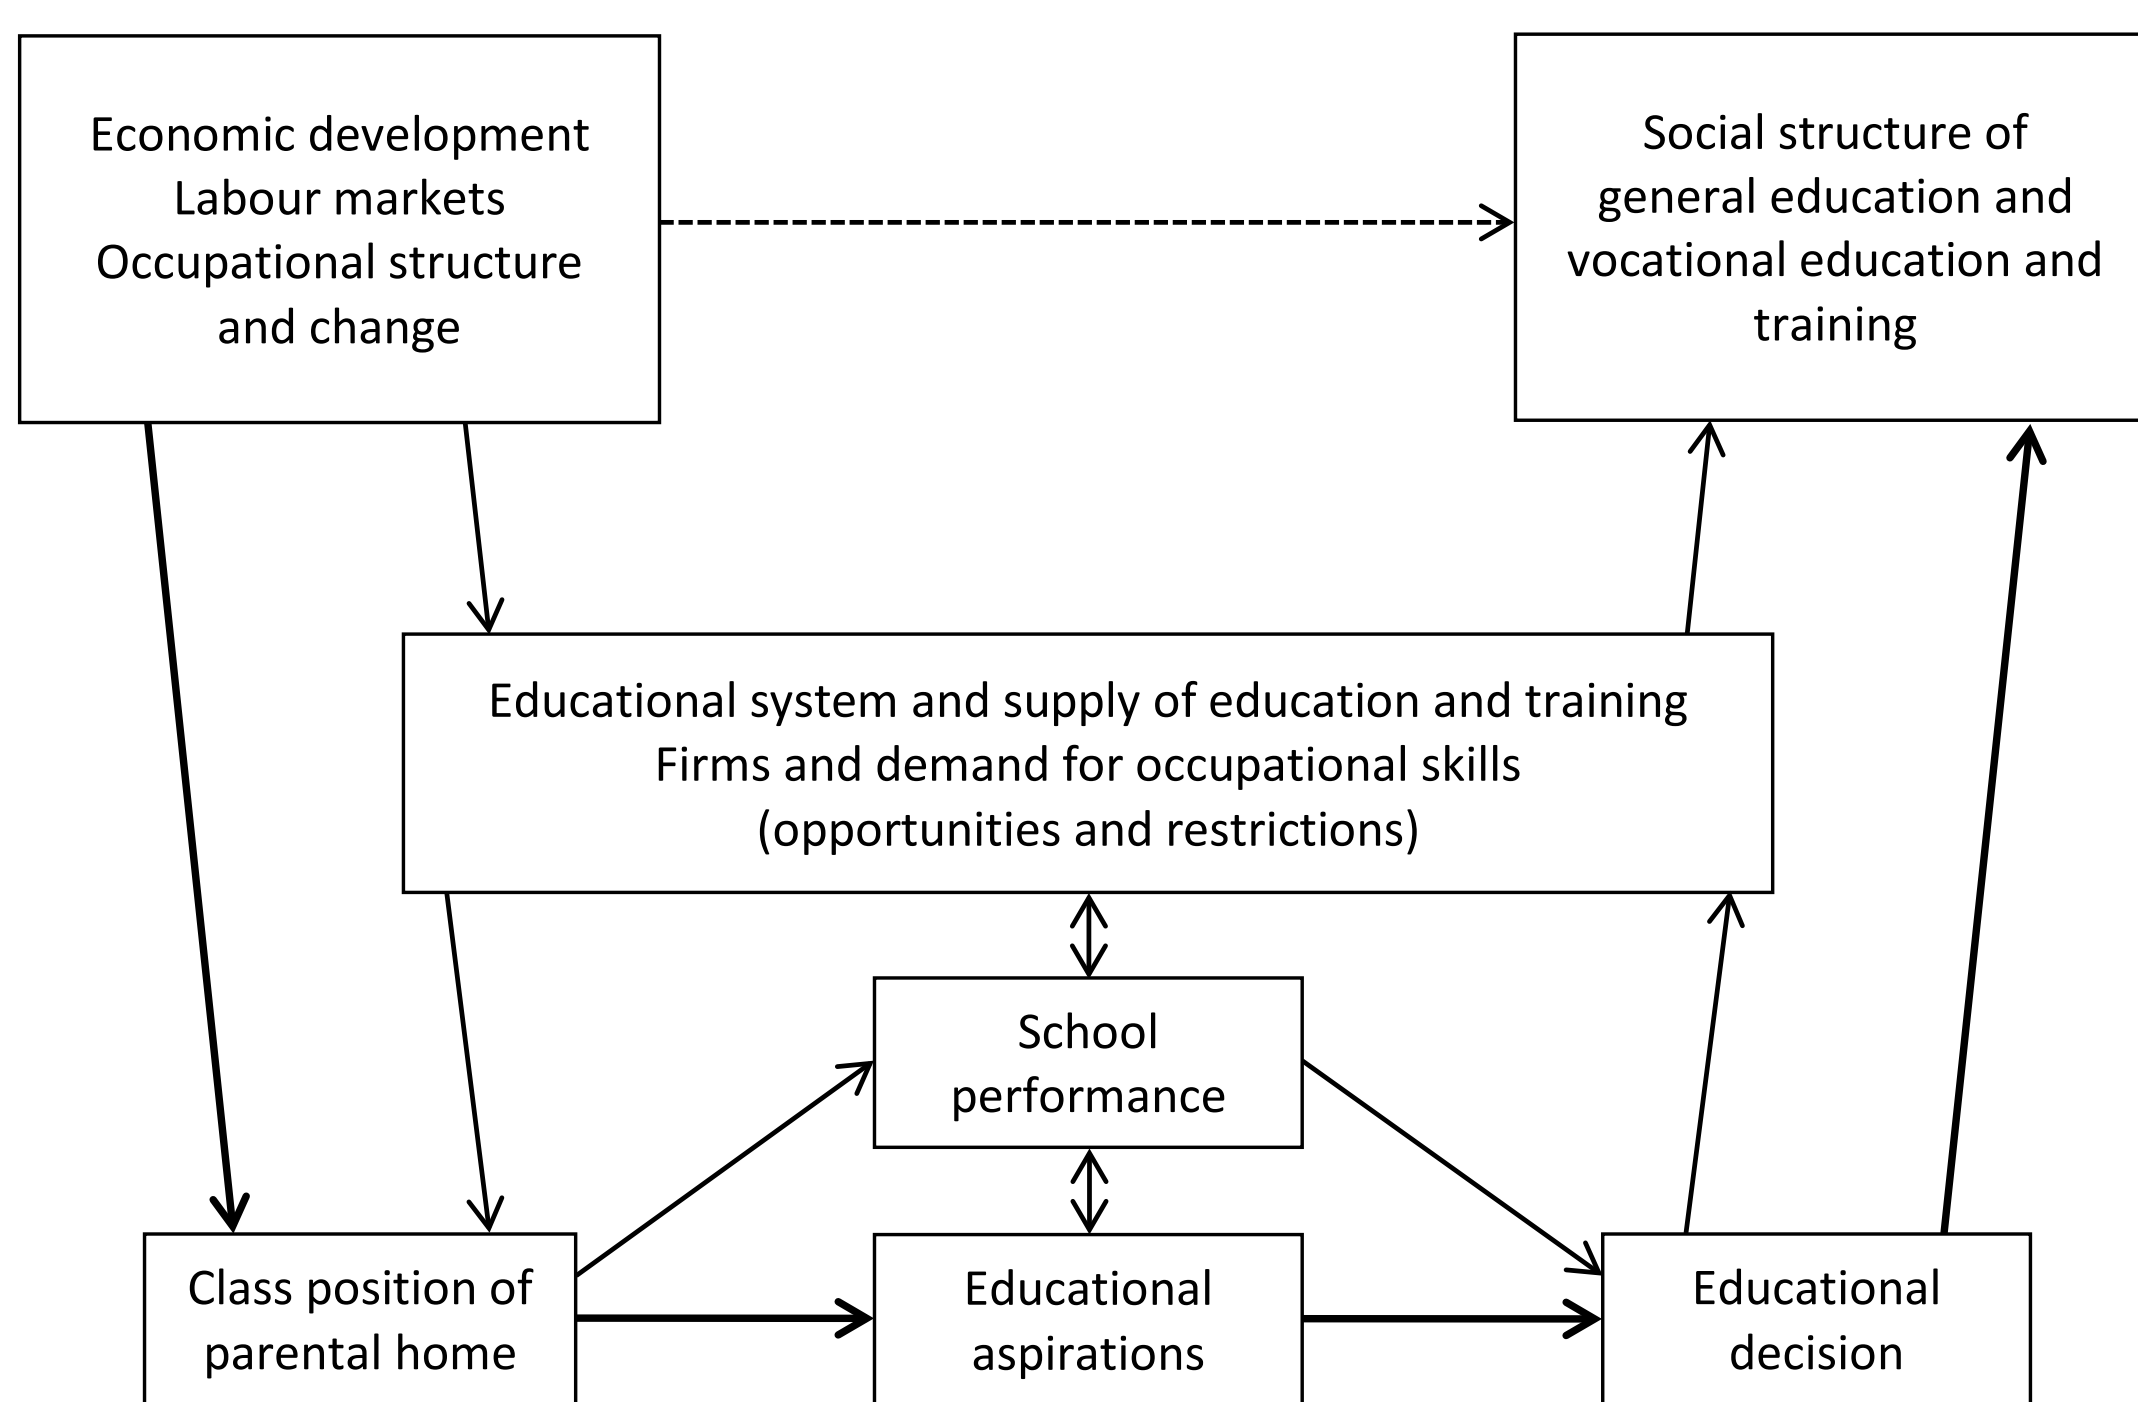 Economic development
Labour markets
Occupational structure
and change
Social structure of
general education and
vocational education and
training
Educational system and supply of education and training
Firms and demand for occupational skills
(opportunities and restrictions)
School
performance
Class position of
parental home
Educational
aspirations
Educational
decision